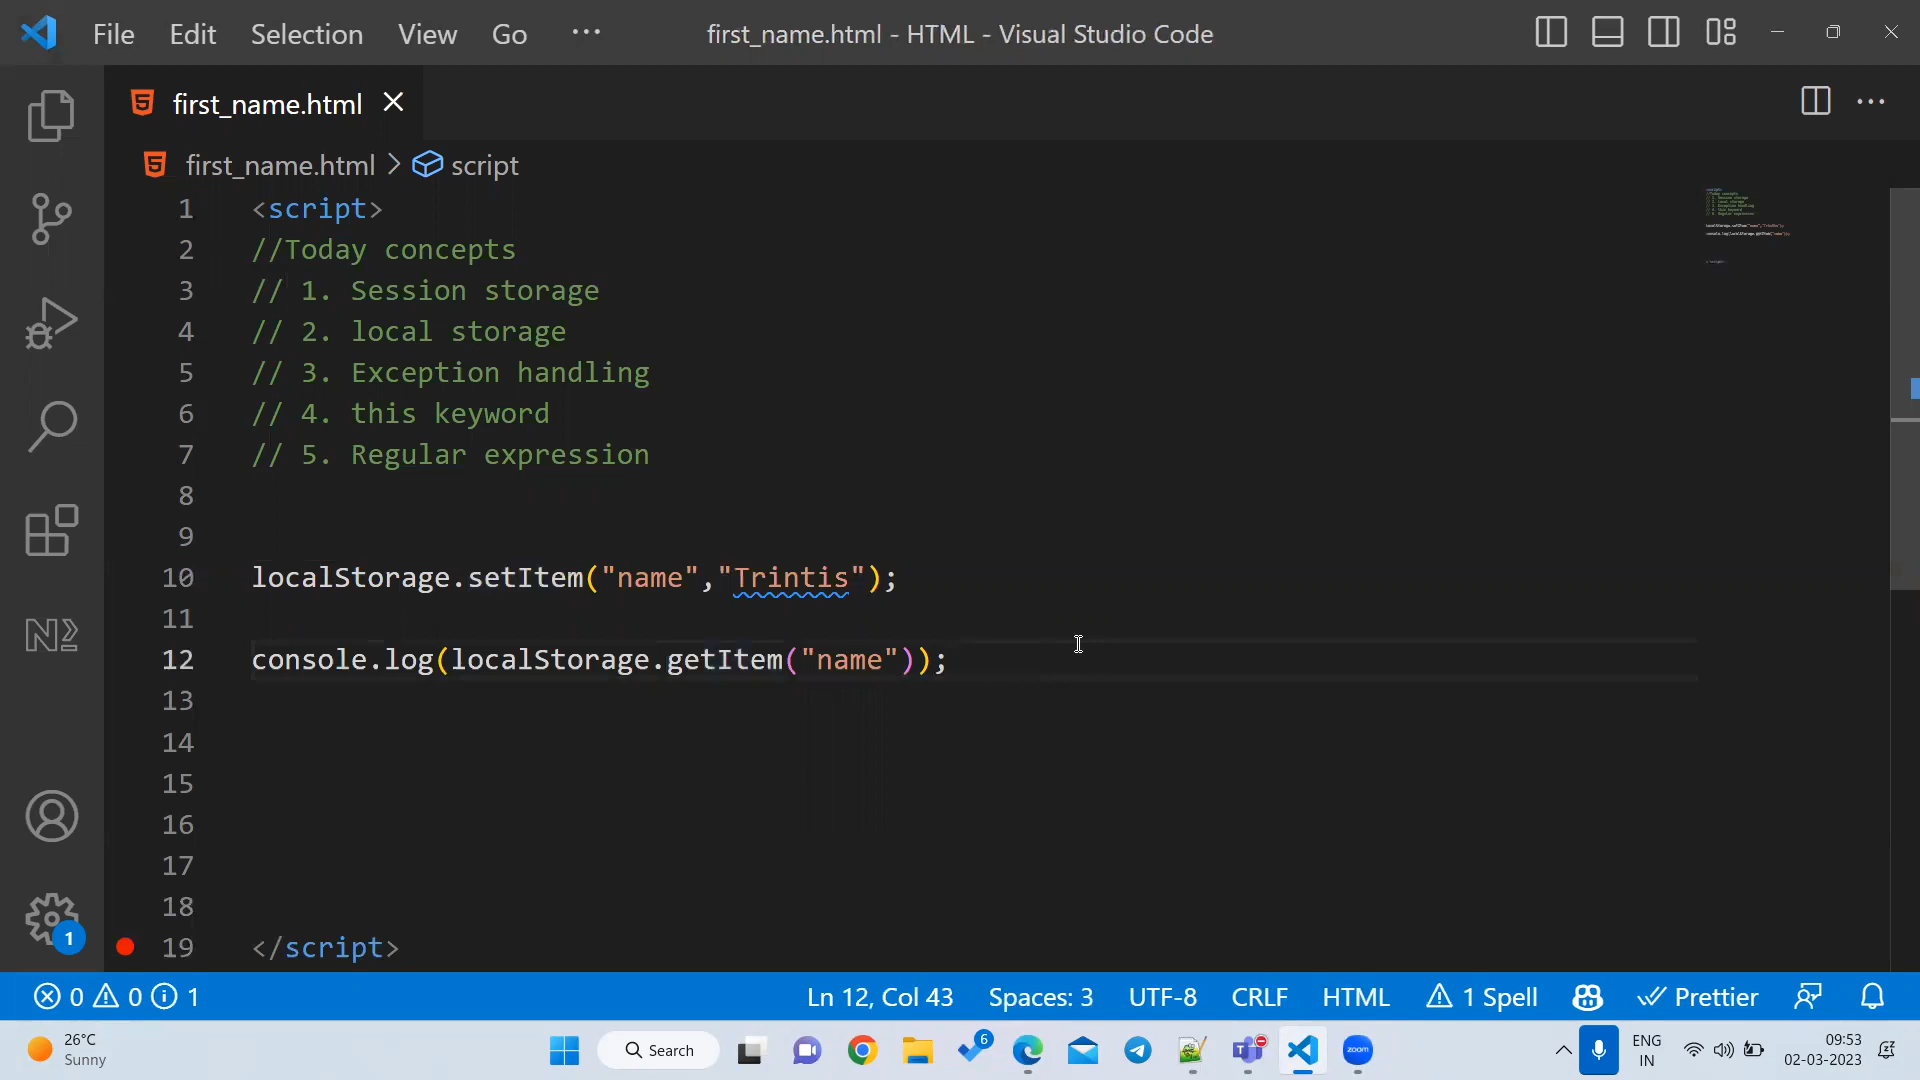 File Edit Selection View Go ··· first_name.html - HTML - Visual Studio Code
first_name.html
first_name.html > script
1 <script>
2 //Today concepts
3 // 1. Session storage
4 // 2. local storage
5 // 3. Exception handling
6 // 4. this keyword
7 // 5. Regular expression
8
9
10 localStorage.setItem("name","Trintis");
11
12 console.log(localStorage.getItem("name"));
13
14
15
16
17
18
19 </script>
1
0 0 1 Ln 12, Col 43 Spaces: 3 UTF-8 CRLF HTML 1 Spell Prettier
26°C
Sunny
Search
6
zoom
ENG
IN
09:53
02-03-2023